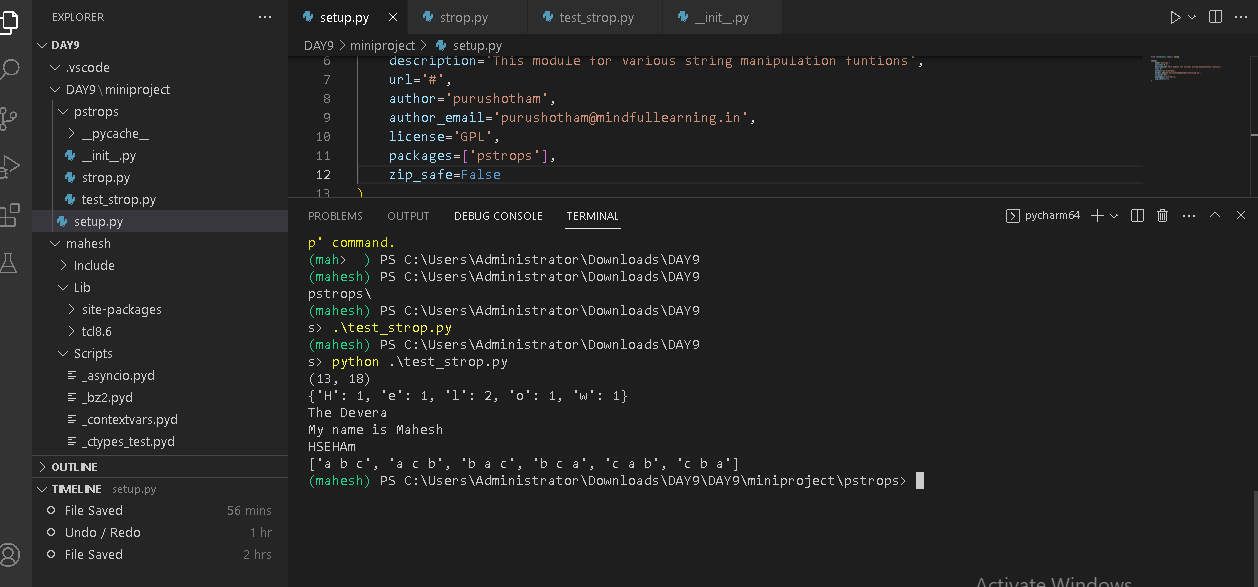 EXPLORER
setup.py
strop.py
test_strop.py
__init__.py
DAY9
DAY9 > miniproject > setup.py
.vscode
DAY9\miniproject
pstrops
__pycache__
__init__.py
strop.py
test_strop.py
setup.py
mahesh
Include
Lib
site-packages
tcl8.6
Scripts
_asyncio.pyd
_bz2.pyd
_contextvars.pyd
_ctypes_test.pyd
OUTLINE
TIMELINE setup.py
File Saved 56 mins
Undo / Redo 1 hr
File Saved 2 hrs
6 description='This module for various string manipulation funtions',
7 url='#',
8 author='purushotham',
9 author_email='purushotham@mindfullearning.in',
10 license='GPL',
11 packages=['pstrops'],
12 zip_safe=False
13 )
PROBLEMS OUTPUT DEBUG CONSOLE TERMINAL
pycharm64
p' command.
(mah> ) PS C:\Users\Administrator\Downloads\DAY9
(mahesh) PS C:\Users\Administrator\Downloads\DAY9
pstrops\
(mahesh) PS C:\Users\Administrator\Downloads\DAY9
s> .\test_strop.py
(mahesh) PS C:\Users\Administrator\Downloads\DAY9
s> python .\test_strop.py
(13, 18)
{'H': 1, 'e': 1, 'l': 2, 'o': 1, 'w': 1}
The Devera
My name is Mahesh
HSEHAm
['a b c', 'a c b', 'b a c', 'b c a', 'c a b', 'c b a']
(mahesh) PS C:\Users\Administrator\Downloads\DAY9\DAY9\miniproject\pstrops>
Activate Windows